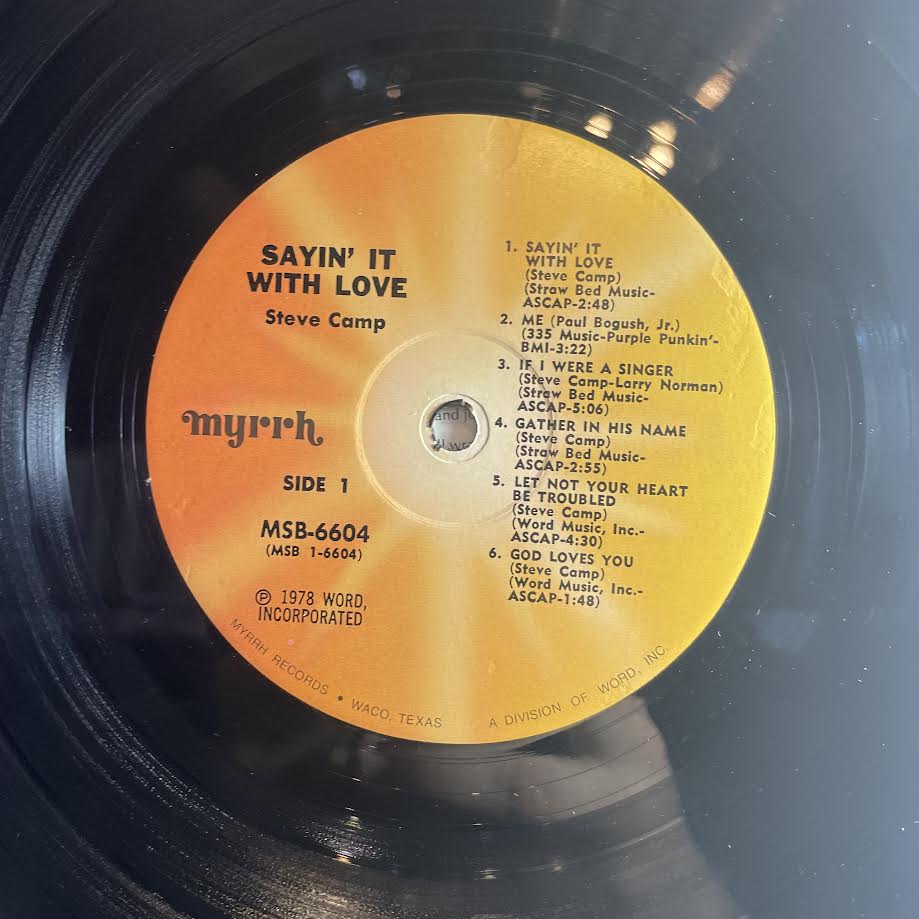 SAYIN' IT
WITH LOVE
Steve Camp
myrrh.
SIDE 1
MSB-6604
(MSB 1-6604)
℗ 1978 WORD,
INCORPORATED
1. SAYIN' IT
WITH LOVE
(Steve Camp)
(Straw Bed Music-
ASCAP-2:48)
2. ME (Paul Bogush, Jr.)
(335 Music-Purple Punkin'-
BMI-3:22)
3. IF I WERE A SINGER
(Steve Camp-Larry Norman)
(Straw Bed Music-
ASCAP-5:06)
4. GATHER IN HIS NAME
(Steve Camp)
(Straw Bed Music-
ASCAP-2:55)
5. LET NOT YOUR HEART
BE TROUBLED
(Steve Camp)
(Word Music, Inc.-
ASCAP-4:30)
6. GOD LOVES YOU
(Steve Camp)
(Word Music, Inc.-
ASCAP-1:48)
MYRRH RECORDS • WACO, TEXAS A DIVISION OF WORD, INC.
and